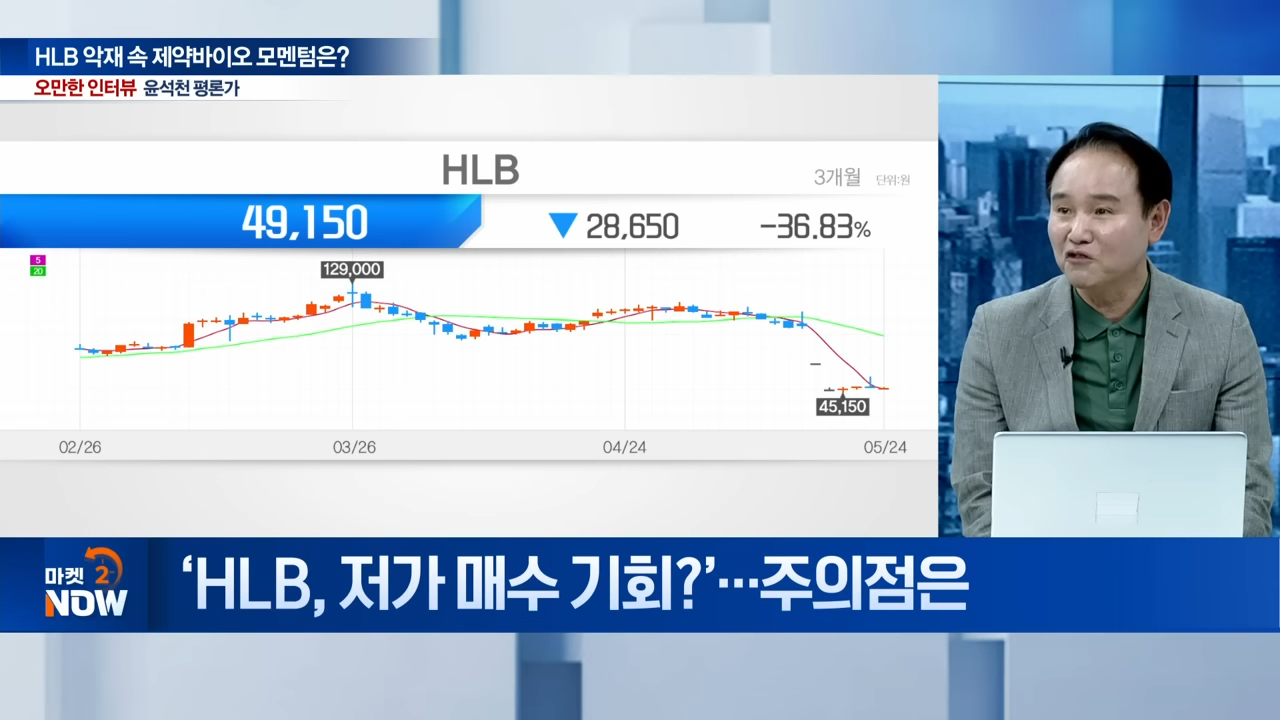 HLB 악재 속 제약바이오 모멘텀은?
오만한 인터뷰 윤석천 평론가
HLB
3개월 단위:원
49,150 ▼ 28,650 -36.83%
5
20
129,000
45,150
02/26 03/26 04/24 05/24
마켓 2
NOW
‘HLB, 저가 매수 기회?’…주의점은